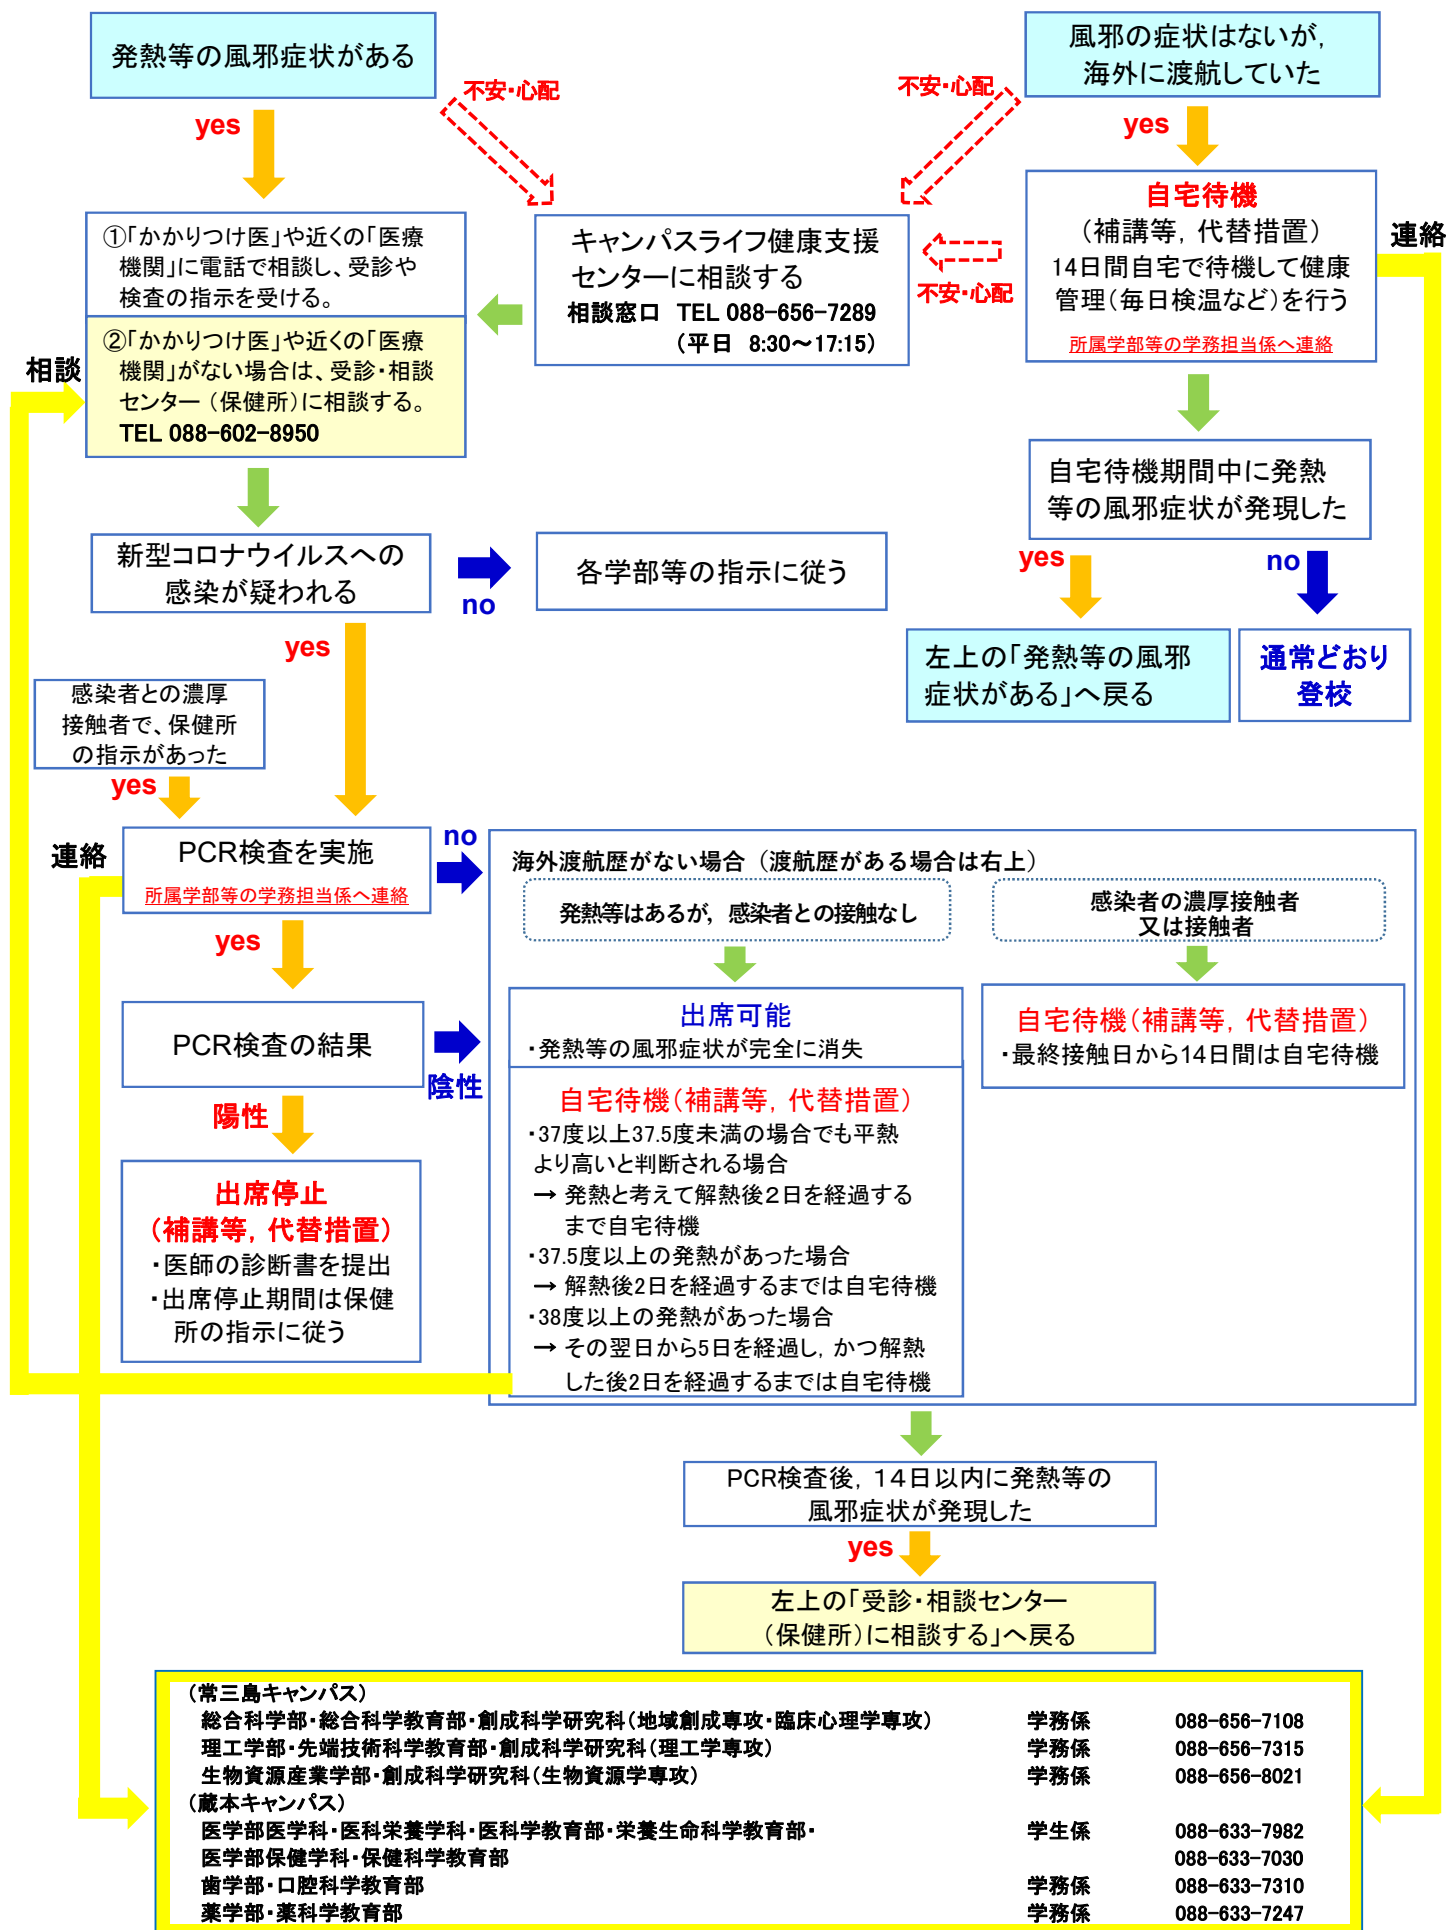 発熱等の風邪症状がある
風邪の症状はないが，
海外に渡航していた
不安・心配
不安・心配
yes
yes
①「かかりつけ医」や近くの「医療
機関」に電話で相談し、受診や
検査の指示を受ける。
②「かかりつけ医」や近くの「医療
機関」がない場合は、受診・相談
センター（保健所）に相談する。
TEL 088-602-8950
相談
キャンパスライフ健康支援
センターに相談する
相談窓口 TEL 088-656-7289
（平日 8:30～17:15）
不安・心配
自宅待機
（補講等，代替措置）
14日間自宅で待機して健康
管理（毎日検温など）を行う
所属学部等の学務担当係へ連絡
連絡
自宅待機期間中に発熱
等の風邪症状が発現した
yes
no
左上の「発熱等の風邪
症状がある」へ戻る
通常どおり
登校
新型コロナウイルスへの
感染が疑われる
no
各学部等の指示に従う
yes
感染者との濃厚
接触者で、保健所
の指示があった
yes
連絡
PCR検査を実施
所属学部等の学務担当係へ連絡
no
yes
PCR検査の結果
陰性
陽性
出席停止
（補講等，代替措置）
・医師の診断書を提出
・出席停止期間は保健
所の指示に従う
海外渡航歴がない場合（渡航歴がある場合は右上）
発熱等はあるが，感染者との接触なし
感染者の濃厚接触者
又は接触者
出席可能
・発熱等の風邪症状が完全に消失
自宅待機（補講等，代替措置）
・37度以上37.5度未満の場合でも平熱
より高いと判断される場合
→ 発熱と考えて解熱後２日を経過する
まで自宅待機
・37.5度以上の発熱があった場合
→ 解熱後2日を経過するまでは自宅待機
・38度以上の発熱があった場合
→ その翌日から5日を経過し，かつ解熱
した後2日を経過するまでは自宅待機
自宅待機（補講等，代替措置）
・最終接触日から14日間は自宅待機
PCR検査後，１4日以内に発熱等の
風邪症状が発現した
yes
左上の「受診・相談センター
（保健所）に相談する」へ戻る
（常三島キャンパス）
総合科学部・総合科学教育部・創成科学研究科（地域創成専攻・臨床心理学専攻） 学務係 088-656-7108
理工学部・先端技術科学教育部・創成科学研究科（理工学専攻） 学務係 088-656-7315
生物資源産業学部・創成科学研究科（生物資源学専攻） 学務係 088-656-8021
（蔵本キャンパス）
医学部医学科・医科栄養学科・医科学教育部・栄養生命科学教育部・ 学生係 088-633-7982
医学部保健学科・保健科学教育部 088-633-7030
歯学部・口腔科学教育部 学務係 088-633-7310
薬学部・薬科学教育部 学務係 088-633-7247